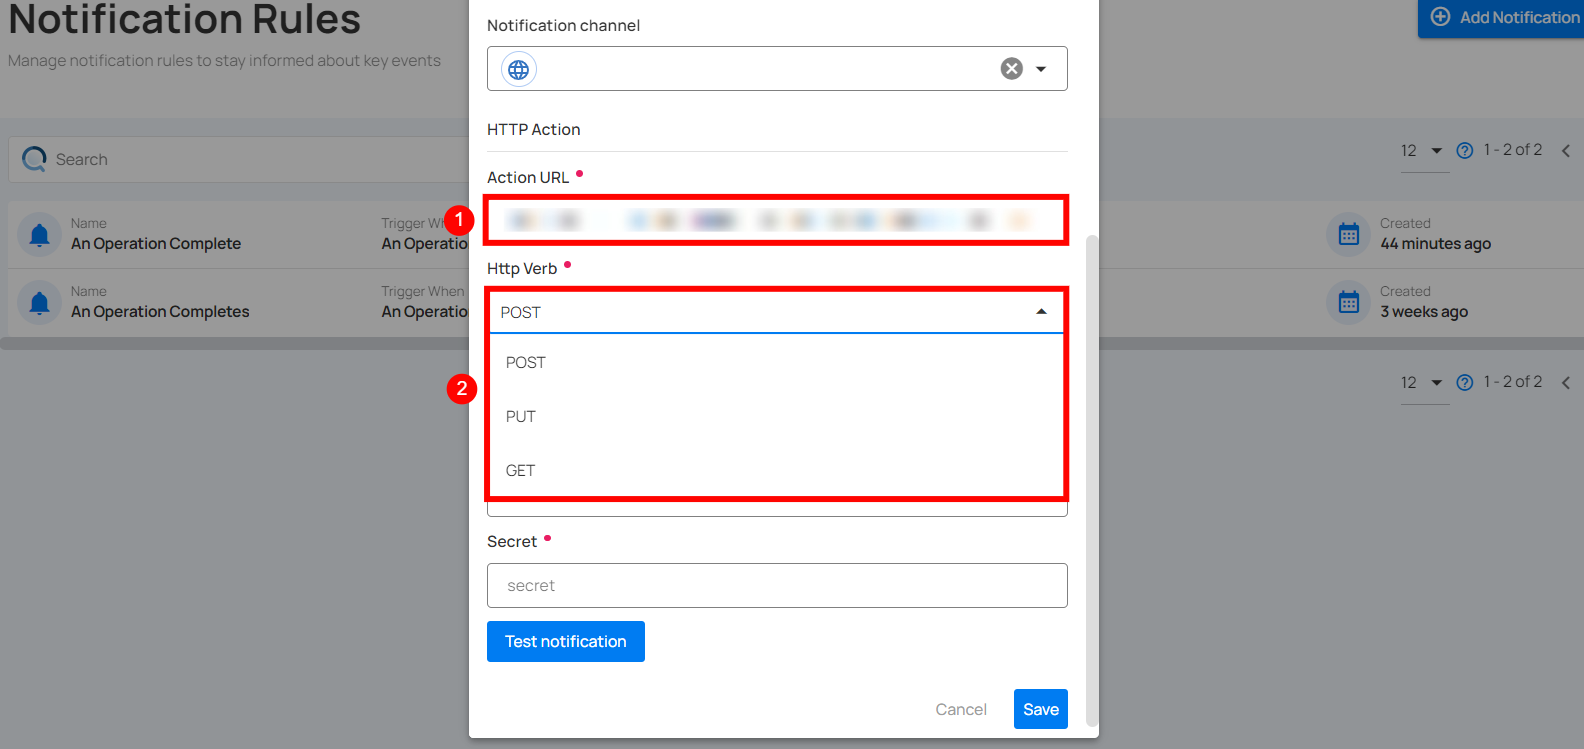 Notification Rules
Manage notification rules to stay informed about key events
Add Notification
Search
12
1 - 2 of 2
Name
An Operation Complete
Trigger Wh
An Operatio
Created
44 minutes ago
Name
An Operation Completes
Trigger When
An Operatio
Created
3 weeks ago
12
1 - 2 of 2
Notification channel
HTTP Action
Action URL
1
Http Verb
POST
2
POST
PUT
GET
Secret
secret
Test notification
Cancel
Save